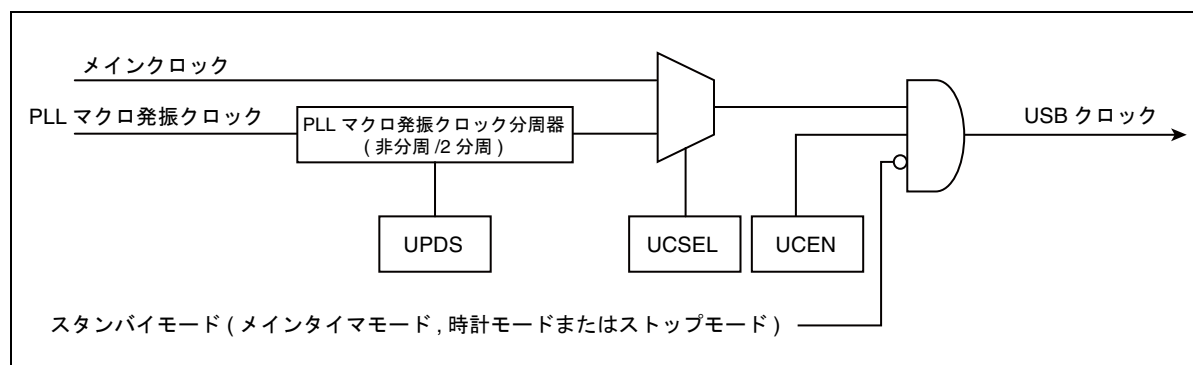 メインクロック
PLL マクロ発振クロック
PLL マクロ発振クロック分周器
( 非分周 /2 分周 )
USB クロック
UPDS
UCSEL
UCEN
スタンバイモード ( メインタイマモード , 時計モードまたはストップモード )